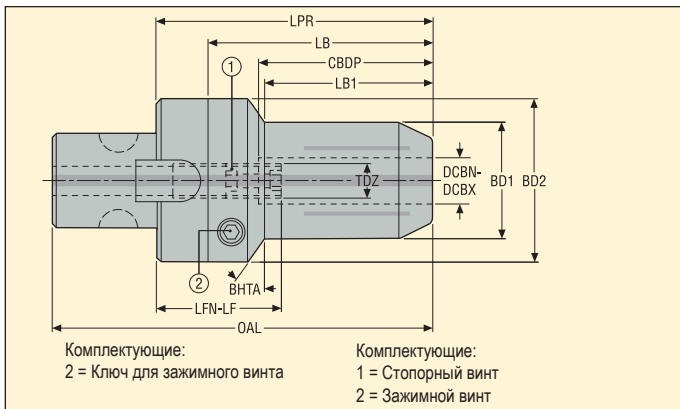 LPR
LB
CBDP
LB1
1
TDZ
DCBN-
DCBX
BD1
BD2
2
BHTA
LFN-LF
OAL
Комплектующие:
2 = Ключ для зажимного винта
Комплектующие:
1 = Стопорный винт
2 = Зажимной винт